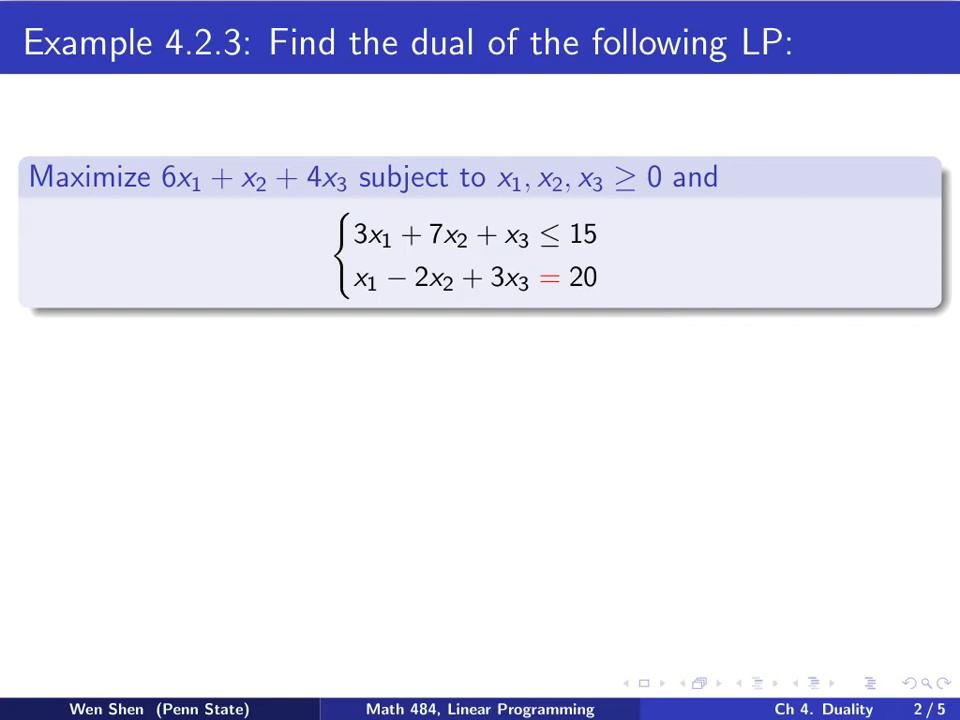 Example 4.2.3: Find the dual of the following LP:
Maximize 6x₁ + x₂ + 4x₃ subject to x₁, x₂, x₃ ≥ 0 and
3x₁ + 7x₂ + x₃ ≤ 15
x₁ − 2x₂ + 3x₃ = 20
Wen Shen (Penn State) Math 484, Linear Programming Ch 4. Duality 2 / 5